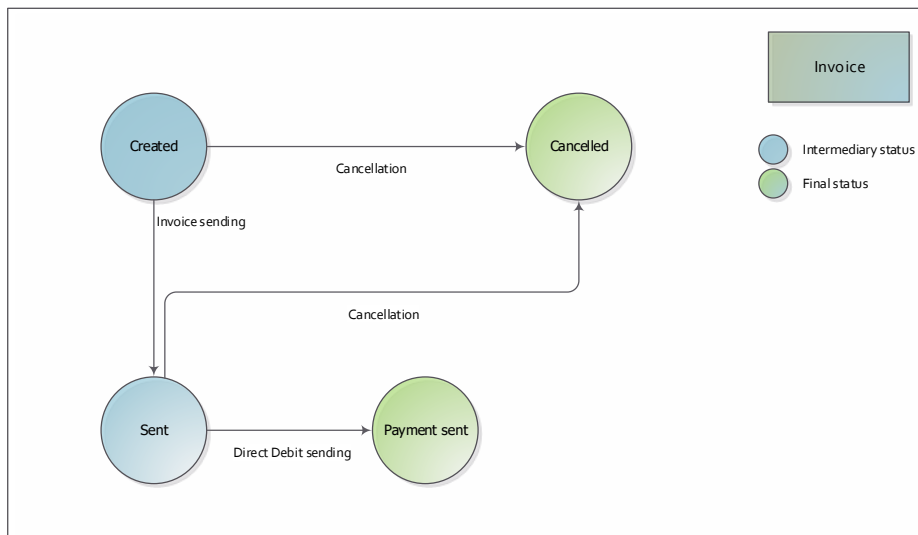 Invoice
Created
Cancelled
Intermediary status
Cancellation
Final status
Invoice sending
Cancellation
Sent
Payment sent
Direct Debit sending